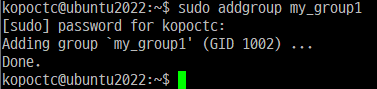 kopoctc@ubuntu2022:~$ sudo addgroup my_group1
[sudo] password for kopoctc:
Adding group `my_group1' (GID 1002) ...
Done.
kopoctc@ubuntu2022:~$